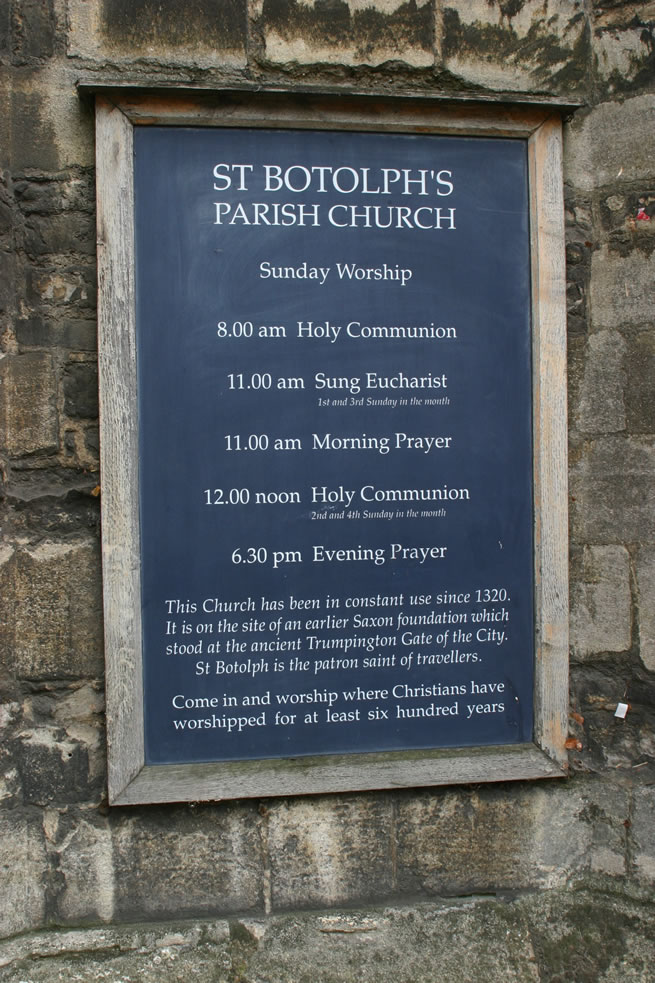 ST BOTOLPH'S
PARISH CHURCH
Sunday Worship
8.00 am Holy Communion
11.00 am Sung Eucharist
1st and 3rd Sunday in the month
11.00 am Morning Prayer
12.00 noon Holy Communion
2nd and 4th Sunday in the month
6.30 pm Evening Prayer
This Church has been in constant use since 1320.
It is on the site of an earlier Saxon foundation which
stood at the ancient Trumpington Gate of the City.
St Botolph is the patron saint of travellers.
Come in and worship where Christians have
worshipped for at least six hundred years